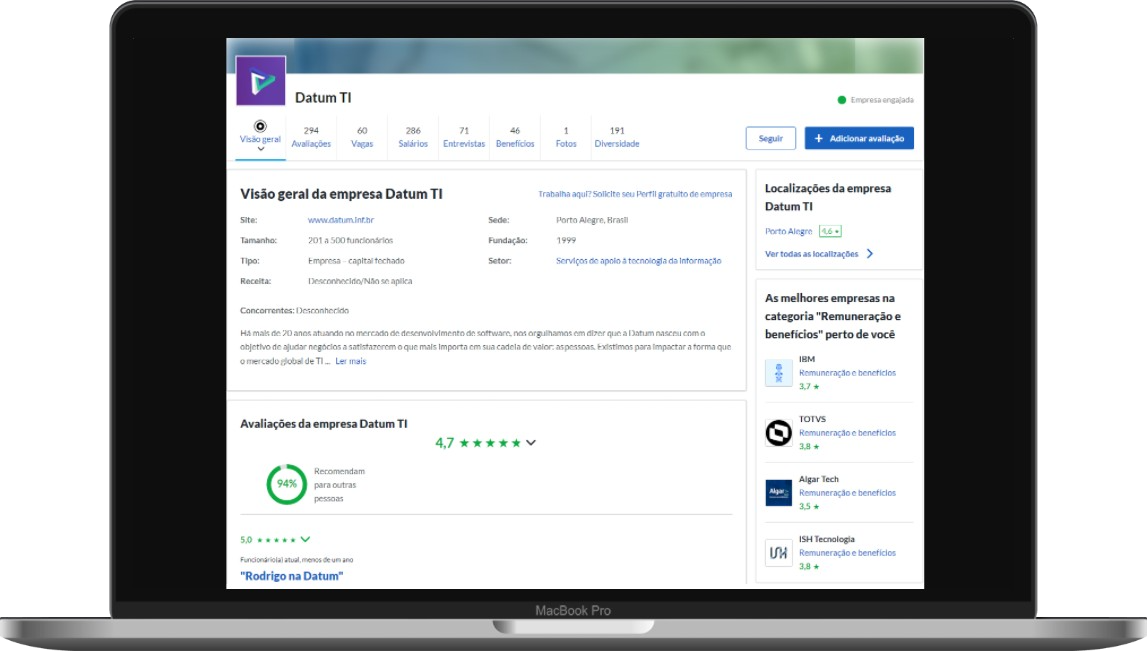 Datum TI
Empresa engajada
Visão geral
294
Avaliações
60
Vagas
286
Salários
71
Entrevistas
46
Benefícios
1
Fotos
191
Diversidade
Seguir
+ Adicionar avaliação
Visão geral da empresa Datum TI
Trabalha aqui? Solicite seu Perfil gratuito de empresa
Site: www.datum.inf.br
Sede: Porto Alegre, Brasil
Tamanho: 201 a 500 funcionários
Fundação: 1999
Tipo: Empresa - capital fechado
Setor: Serviços de apoio à tecnologia da informação
Receita: Desconhecido/Não se aplica
Concorrentes: Desconhecido
Há mais de 20 anos atuando no mercado de desenvolvimento de software, nos orgulhamos em dizer que a Datum nasceu com o
objetivo de ajudar negócios a satisfazerem o que mais importa em sua cadeia de valor: as pessoas. Existimos para impactar a forma que
o mercado global de TI ... Ler mais
Avaliações da empresa Datum TI
4,7 ★★★★★
94%
Recomendam
para outras
pessoas
5,0 ★★★★★
Funcionário(a) atual, menos de um ano
"Rodrigo na Datum"
Localizações da empresa
Datum TI
Porto Alegre 4,6 ★
Ver todas as localizações
As melhores empresas na
categoria "Remuneração e
benefícios" perto de você
IBM
Remuneração e benefícios
3,7 ★
TOTVS
Remuneração e benefícios
3,8 ★
Algar
Algar Tech
Remuneração e benefícios
3,5 ★
ISH
ISH Tecnologia
Remuneração e benefícios
3,8 ★
MacBook Pro